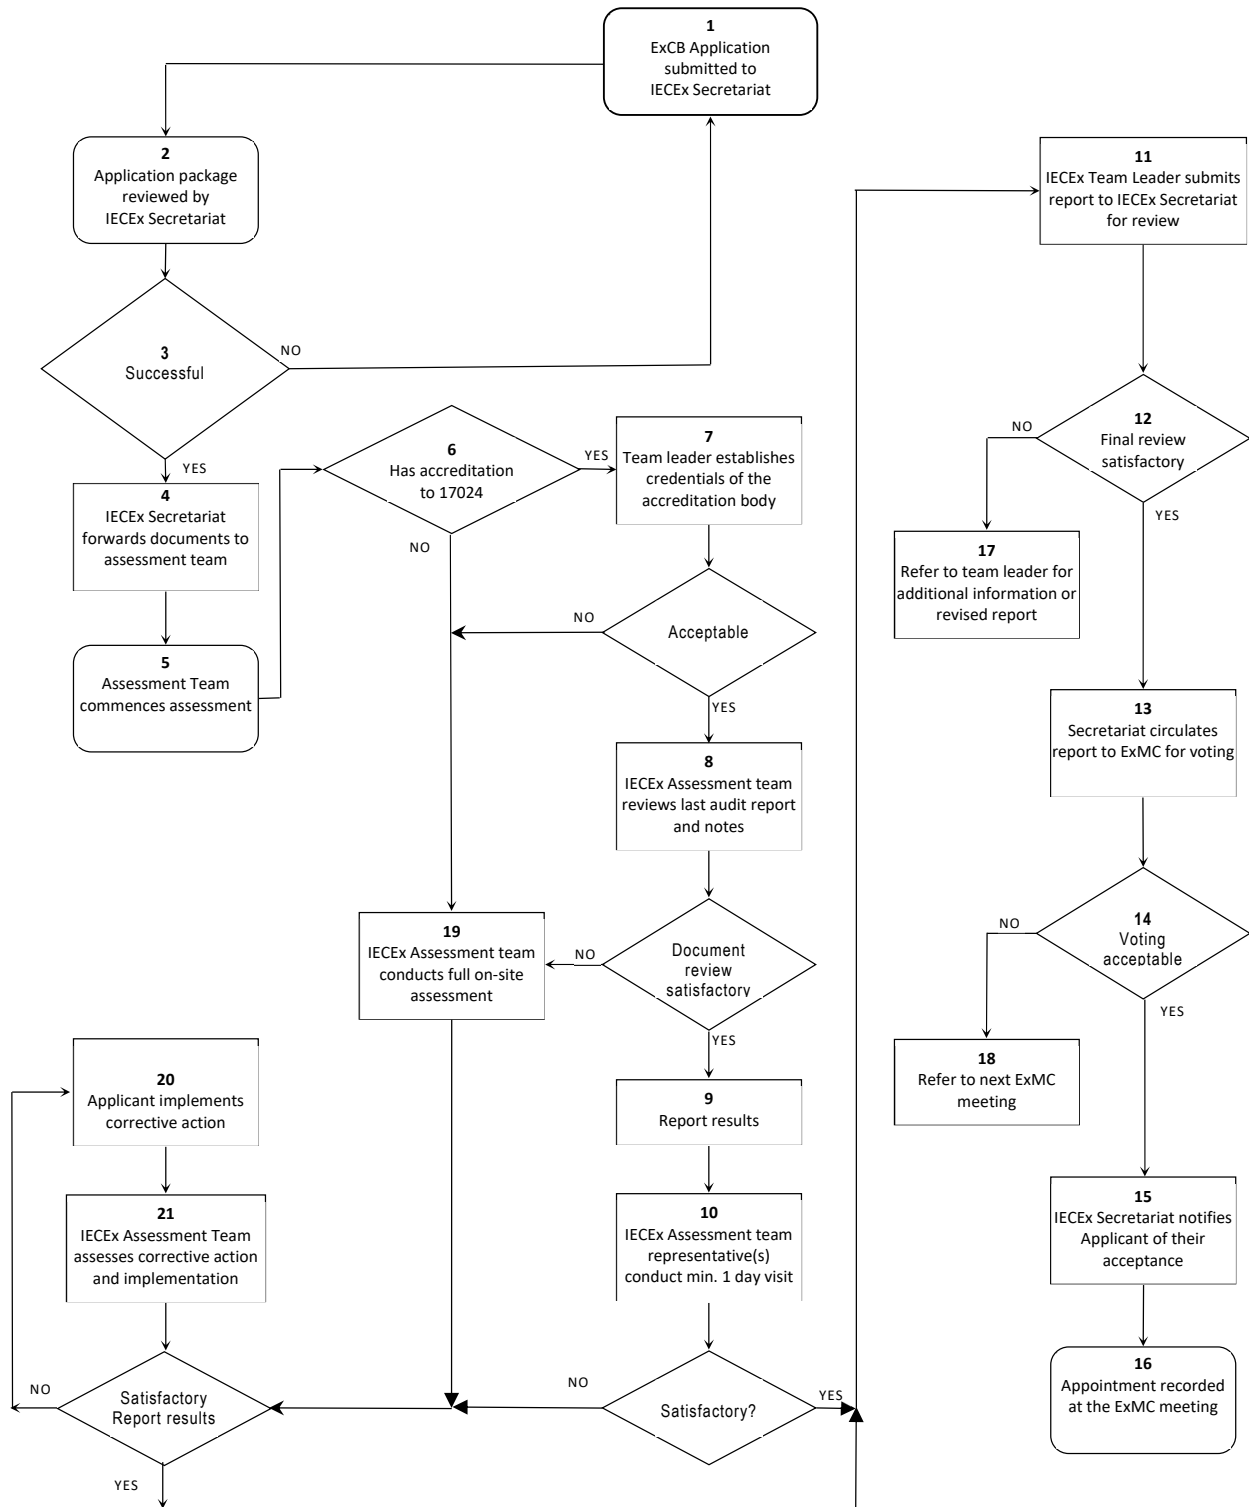 1
ExCB Application
submitted to
IECEx Secretariat
2
Application package
reviewed by
IECEx Secretariat
3
Successful
NO
YES
4
IECEx Secretariat
forwards documents to
assessment team
5
Assessment Team
commences assessment
6
Has accreditation
to 17024
YES
NO
7
Team leader establishes
credentials of the
accreditation body
Acceptable
NO
YES
8
IECEx Assessment team
reviews last audit report
and notes
Document
review
satisfactory
NO
YES
19
IECEx Assessment team
conducts full on-site
assessment
9
Report results
10
IECEx Assessment team
representative(s)
conduct min. 1 day visit
Satisfactory?
NO
YES
20
Applicant implements
corrective action
21
IECEx Assessment Team
assesses corrective action
and implementation
Satisfactory
Report results
NO
YES
11
IECEx Team Leader submits
report to IECEx Secretariat
for review
12
Final review
satisfactory
NO
YES
17
Refer to team leader for
additional information or
revised report
13
Secretariat circulates
report to ExMC for voting
14
Voting
acceptable
NO
YES
18
Refer to next ExMC
meeting
15
IECEx Secretariat notifies
Applicant of their
acceptance
16
Appointment recorded
at the ExMC meeting